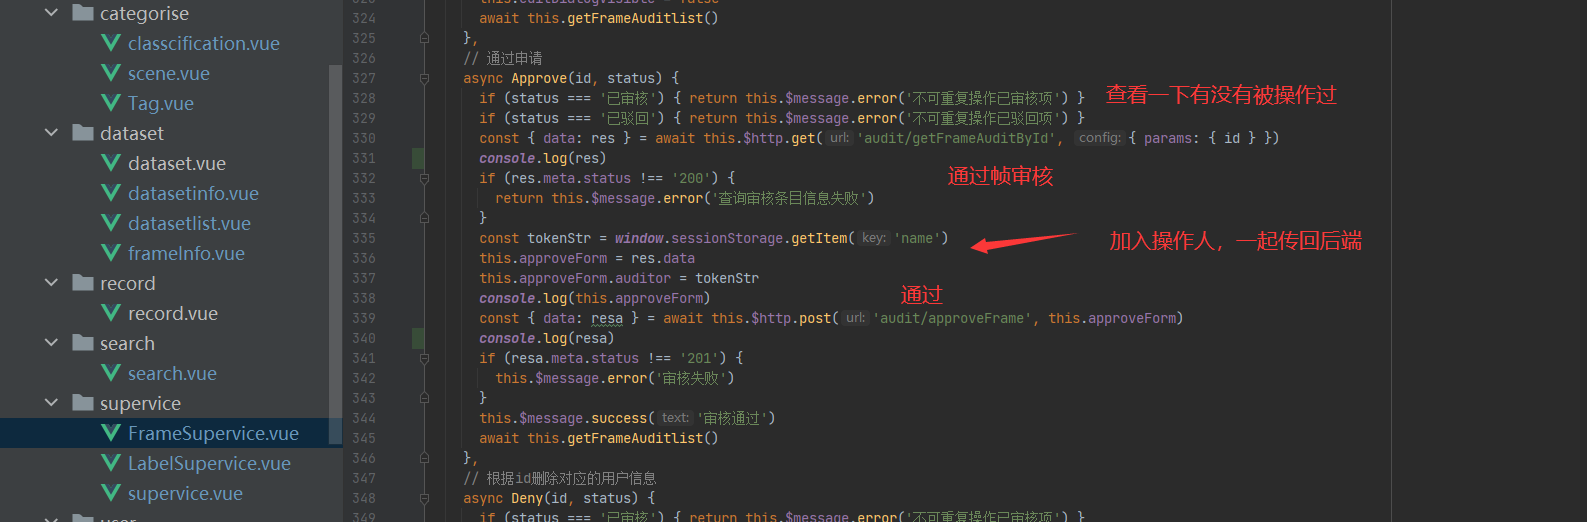 categorise
classcification.vue
scene.vue
Tag.vue
dataset
dataset.vue
datasetinfo.vue
datasetlist.vue
frameInfo.vue
record
record.vue
search
search.vue
supervice
FrameSupervice.vue
LabelSupervice.vue
supervice.vue
324 await this.getFrameAuditlist()
325 },
326 // 通过申请
327 async Approve(id, status) {
328 if (status === '已审核') { return this.$message.error('不可重复操作已审核项') } 查看一下有没有被操作过
329 if (status === '已驳回') { return this.$message.error('不可重复操作已驳回项') }
330 const { data: res } = await this.$http.get( url: 'audit/getFrameAuditById', config: { params: { id } })
331 console.log(res)
332 if (res.meta.status !== '200') { 通过帧审核
333 return this.$message.error('查询审核条目信息失败')
334 }
335 const tokenStr = window.sessionStorage.getItem( key: 'name') 加入操作人，一起传回后端
336 this.approveForm = res.data
337 this.approveForm.auditor = tokenStr
338 console.log(this.approveForm) 通过
339 const { data: resa } = await this.$http.post( url: 'audit/approveFrame', this.approveForm)
340 console.log(resa)
341 if (resa.meta.status !== '201') {
342 this.$message.error('审核失败')
343 }
344 this.$message.success( text: '审核通过')
345 await this.getFrameAuditlist()
346 },
347 // 根据id删除对应的用户信息
348 async Deny(id, status) {
349 if (status === '已审核') { return this.$message.error('不可重复操作已审核项') }